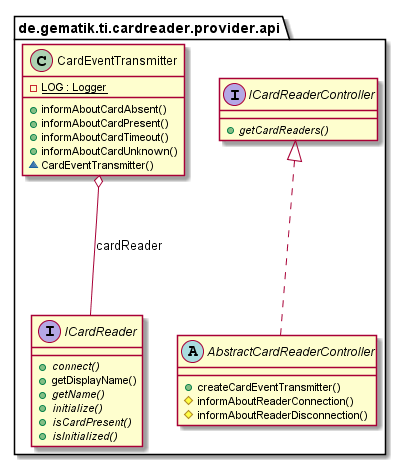 de.gematik.ti.cardreader.provider.api
C CardEventTransmitter
LOG : Logger
informAboutCardAbsent()
informAboutCardPresent()
informAboutCardTimeout()
informAboutCardUnknown()
CardEventTransmitter()
I ICardReaderController
getCardReaders()
cardReader
I ICardReader
connect()
getDisplayName()
getName()
initialize()
isCardPresent()
isInitialized()
A AbstractCardReaderController
createCardEventTransmitter()
informAboutReaderConnection()
informAboutReaderDisconnection()